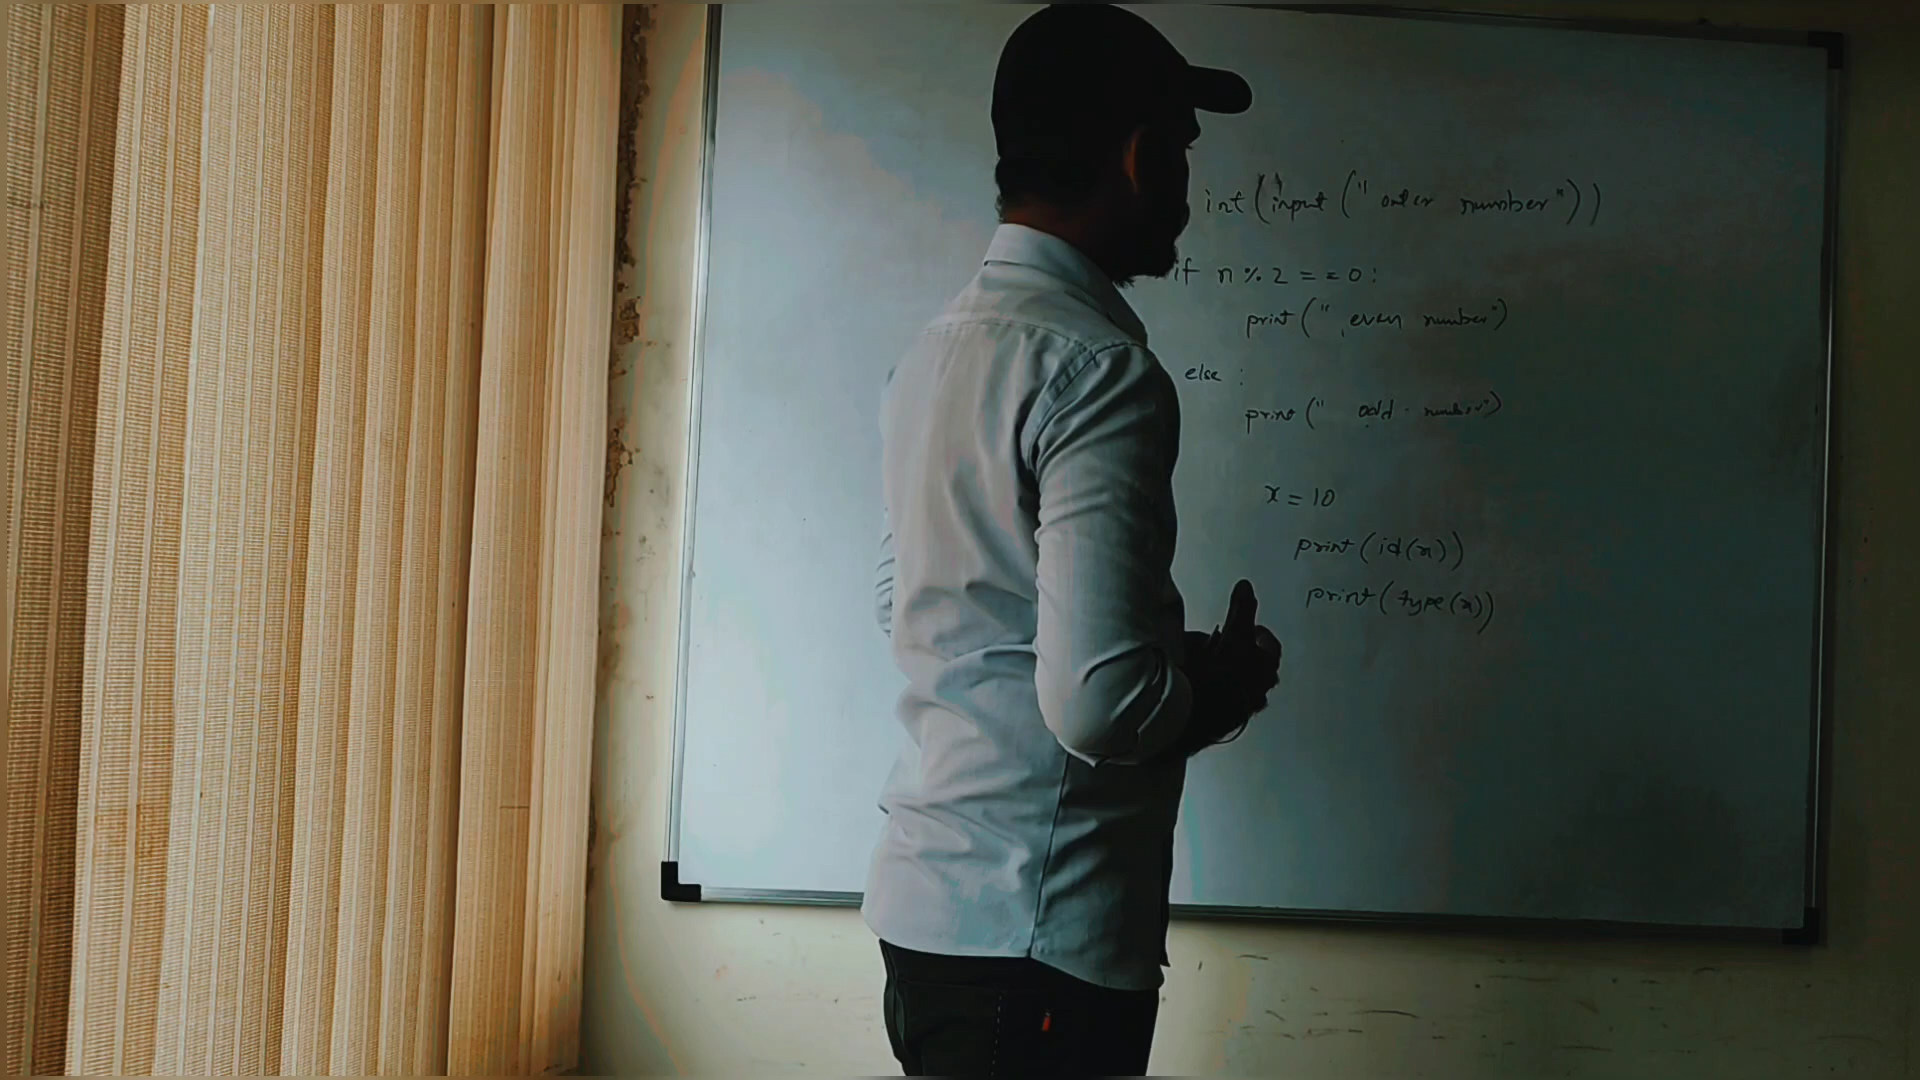 int(input("enter number"))
if n%2==0:
print("even number")
else:
print("odd number")
x=10
print(id(x))
print(type(x))